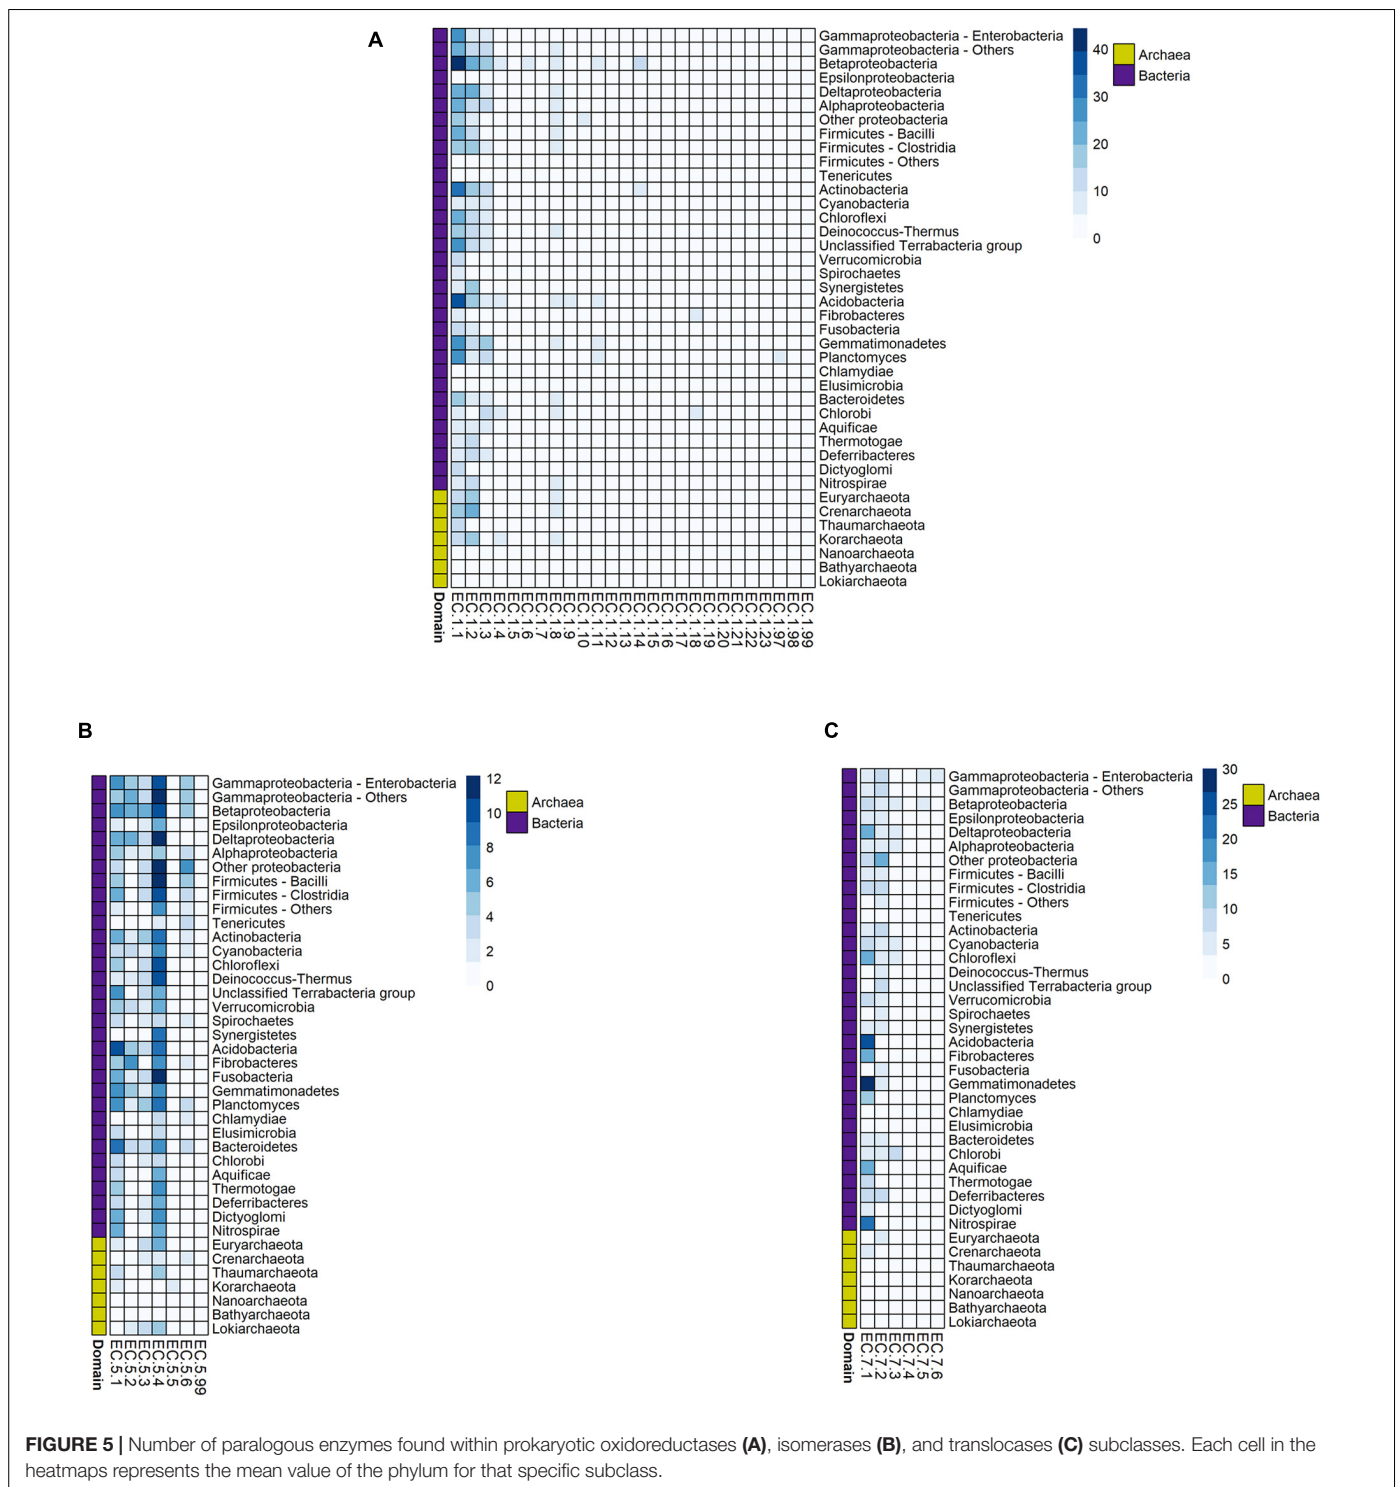 A
Gammaproteobacteria - Enterobacteria
Gammaproteobacteria - Others
Betaproteobacteria
Epsilonproteobacteria
Deltaproteobacteria
Alphaproteobacteria
Other proteobacteria
Firmicutes - Bacilli
Firmicutes - Clostridia
Firmicutes - Others
Tenericutes
Actinobacteria
Cyanobacteria
Chloroflexi
Deinococcus-Thermus
Unclassified Terrabacteria group
Verrucomicrobia
Spirochaetes
Synergistetes
Acidobacteria
Fibrobacteres
Fusobacteria
Gemmatimonadetes
Planctomyces
Chlamydiae
Elusimicrobia
Bacteroidetes
Chlorobi
Aquificae
Thermotogae
Deferribacteres
Dictyoglomi
Nitrospirae
Euryarchaeota
Crenarchaeota
Thaumarchaeota
Korarchaeota
Nanoarchaeota
Bathyarchaeota
Lokiarchaeota
40
30
20
10
0
Archaea
Bacteria
Domain
EC.1.1
EC.1.2
EC.1.3
EC.1.4
EC.1.5
EC.1.6
EC.1.7
EC.1.8
EC.1.9
EC.1.10
EC.1.11
EC.1.12
EC.1.13
EC.1.14
EC.1.15
EC.1.16
EC.1.17
EC.1.18
EC.1.19
EC.1.20
EC.1.21
EC.1.22
EC.1.23
EC.1.97
EC.1.98
EC.1.99
B
Gammaproteobacteria - Enterobacteria
Gammaproteobacteria - Others
Betaproteobacteria
Epsilonproteobacteria
Deltaproteobacteria
Alphaproteobacteria
Other proteobacteria
Firmicutes - Bacilli
Firmicutes - Clostridia
Firmicutes - Others
Tenericutes
Actinobacteria
Cyanobacteria
Chloroflexi
Deinococcus-Thermus
Unclassified Terrabacteria group
Verrucomicrobia
Spirochaetes
Synergistetes
Acidobacteria
Fibrobacteres
Fusobacteria
Gemmatimonadetes
Planctomyces
Chlamydiae
Elusimicrobia
Bacteroidetes
Chlorobi
Aquificae
Thermotogae
Deferribacteres
Dictyoglomi
Nitrospirae
Euryarchaeota
Crenarchaeota
Thaumarchaeota
Korarchaeota
Nanoarchaeota
Bathyarchaeota
Lokiarchaeota
12
10
8
6
4
2
0
Archaea
Bacteria
Domain
EC.5.1
EC.5.2
EC.5.3
EC.5.4
EC.5.5
EC.5.6
EC.5.99
C
Gammaproteobacteria - Enterobacteria
Gammaproteobacteria - Others
Betaproteobacteria
Epsilonproteobacteria
Deltaproteobacteria
Alphaproteobacteria
Other proteobacteria
Firmicutes - Bacilli
Firmicutes - Clostridia
Firmicutes - Others
Tenericutes
Actinobacteria
Cyanobacteria
Chloroflexi
Deinococcus-Thermus
Unclassified Terrabacteria group
Verrucomicrobia
Spirochaetes
Synergistetes
Acidobacteria
Fibrobacteres
Fusobacteria
Gemmatimonadetes
Planctomyces
Chlamydiae
Elusimicrobia
Bacteroidetes
Chlorobi
Aquificae
Thermotogae
Deferribacteres
Dictyoglomi
Nitrospirae
Euryarchaeota
Crenarchaeota
Thaumarchaeota
Korarchaeota
Nanoarchaeota
Bathyarchaeota
Lokiarchaeota
30
25
20
15
10
5
0
Archaea
Bacteria
Domain
EC.7.1
EC.7.2
EC.7.3
EC.7.4
EC.7.5
EC.7.6
FIGURE 5 | Number of paralogous enzymes found within prokaryotic oxidoreductases (A), isomerases (B), and translocases (C) subclasses. Each cell in the
heatmaps represents the mean value of the phylum for that specific subclass.